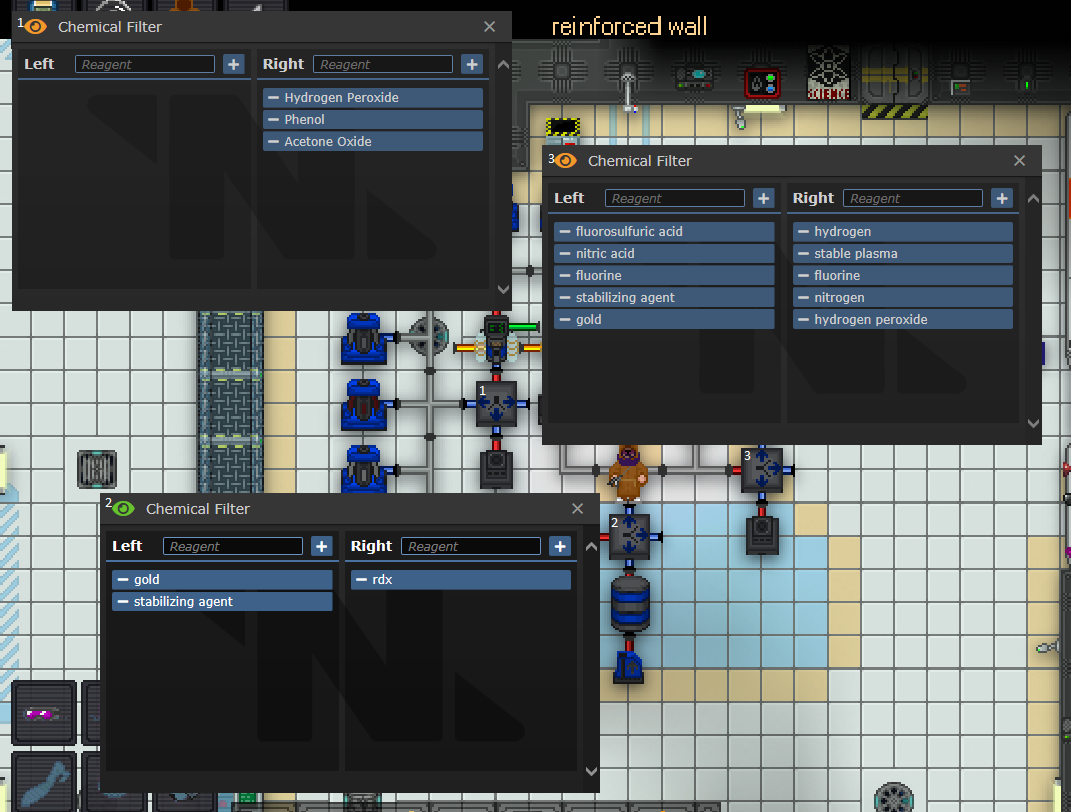 reinforced wall
1 Chemical Filter
Left Reagent Right Reagent
Hydrogen Peroxide
Phenol
Acetone Oxide
SCIENCE
3 Chemical Filter
Left Reagent Right Reagent
fluorosulfuric acid hydrogen
nitric acid stable plasma
fluorine fluorine
stabilizing agent nitrogen
gold hydrogen peroxide
1
3
2 Chemical Filter
2
Left Reagent Right Reagent
gold rdx
stabilizing agent